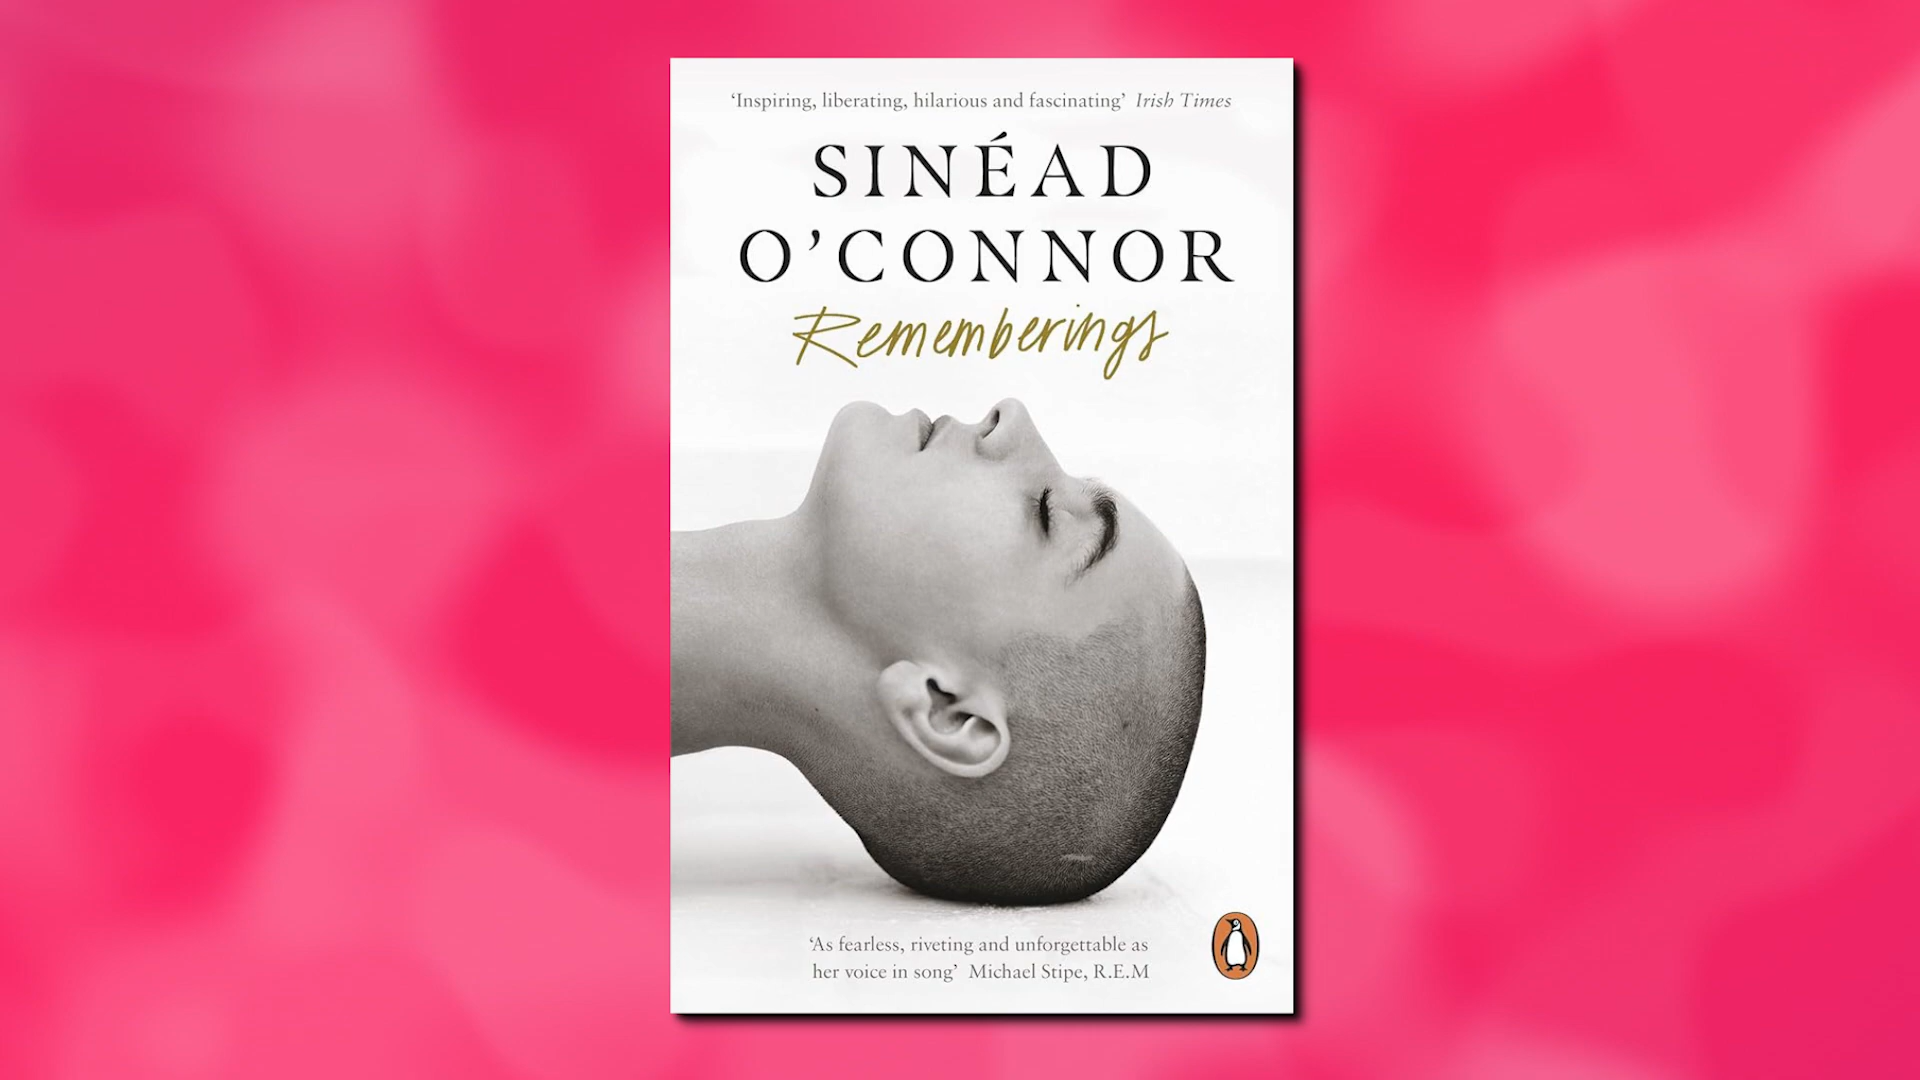 ‘Inspiring, liberating, hilarious and fascinating’ Irish Times
SINÉAD
O’CONNOR
Rememberings
‘As fearless, riveting and unforgettable as
her voice in song’ Michael Stipe, R.E.M